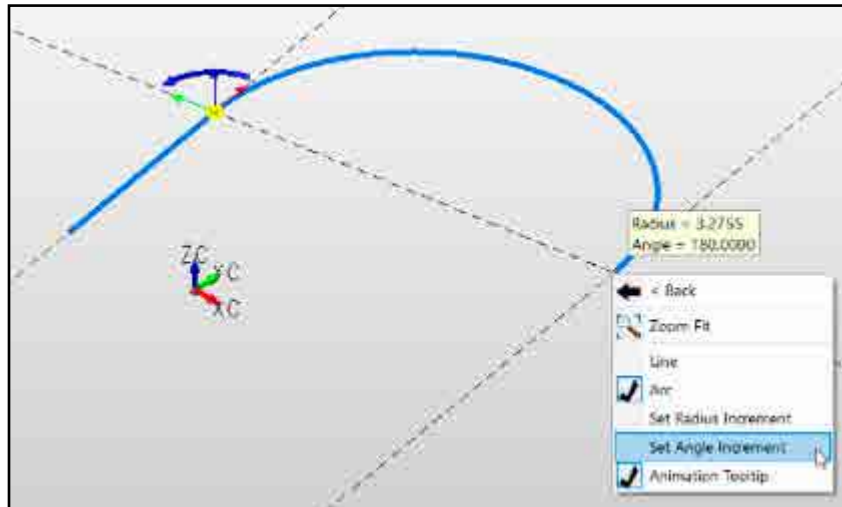 Radius = 3.2755
Angle = 180.0000
ZC
YC
XC
< Back
Zoom Fit
Line
Arc
Set Radius Increment
Set Angle Increment
Animation Tooltip